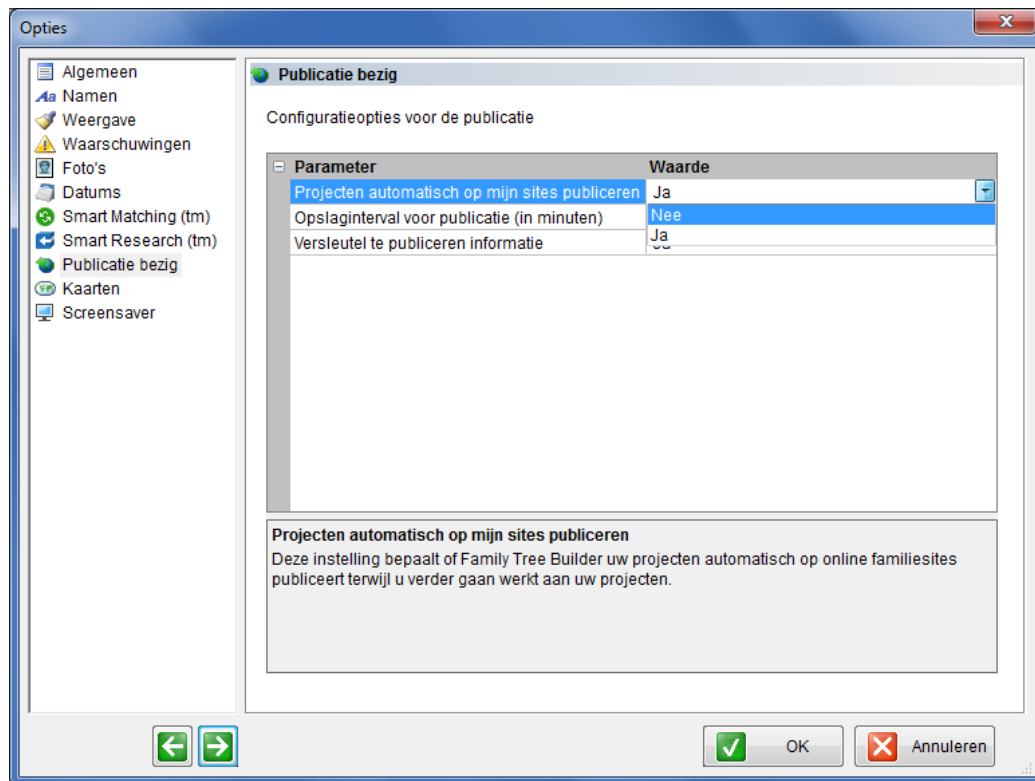 Opties
Algemeen
Aa Namen
Weergave
Waarschuwingen
Foto's
Datums
Smart Matching (tm)
Smart Research (tm)
Publicatie bezig
Kaarten
Screensaver
Publicatie bezig
Configuratieopties voor de publicatie
Parameter Waarde
Projecten automatisch op mijn sites publiceren Ja
Opslaginterval voor publicatie (in minuten) Nee
Versleutel te publiceren informatie Ja
Projecten automatisch op mijn sites publiceren
Deze instelling bepaalt of Family Tree Builder uw projecten automatisch op online familiesites
publiceert terwijl u verder gaan werkt aan uw projecten.
OK Annuleren